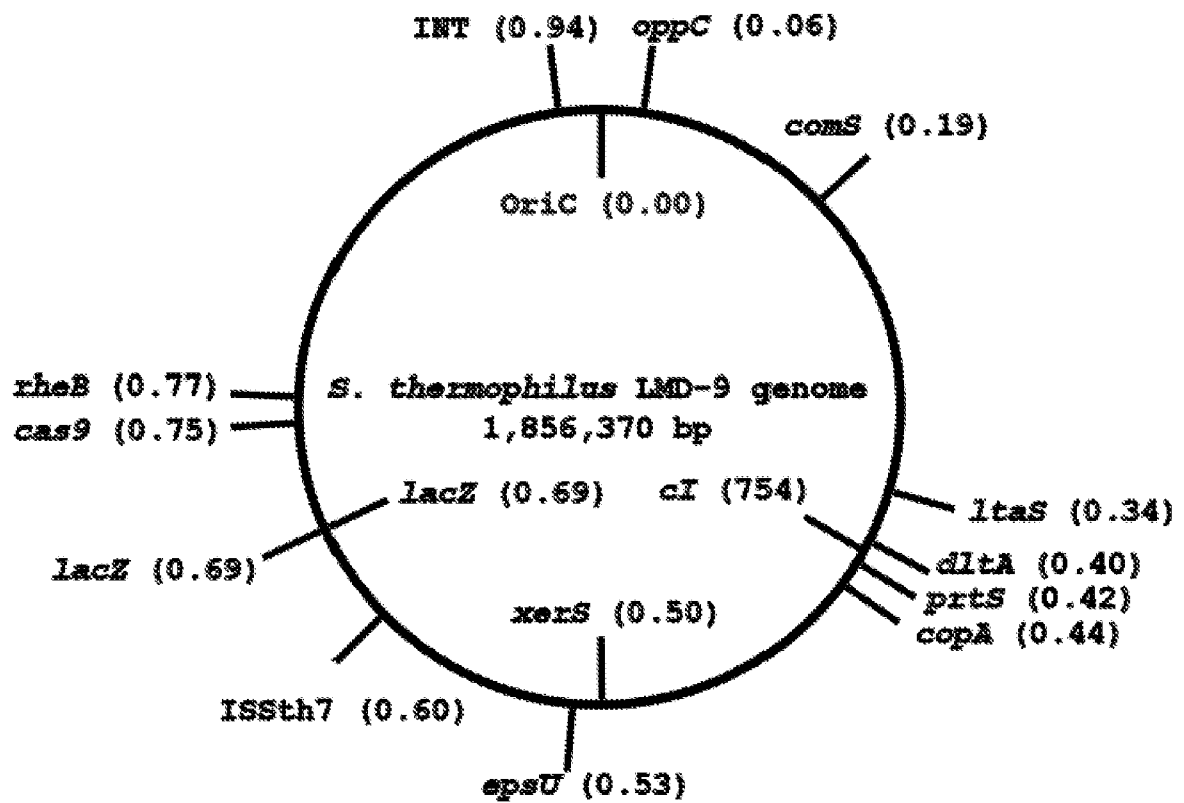 INT (0.94) oppC (0.06)
comS (0.19)
OriC (0.00)
rheB (0.77)
cas9 (0.75)
S. thermophilus LMD-9 genome
1,856,370 bp
lacZ (0.69) cI (754)
ltaS (0.34)
lacZ (0.69)
dltA (0.40)
prtS (0.42)
copA (0.44)
xerS (0.50)
ISSth7 (0.60)
epsU (0.53)